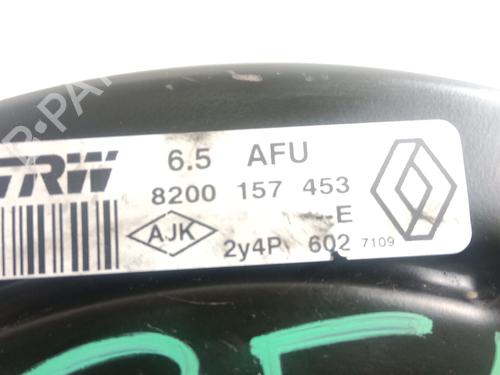 TRW
6.5 AFU
8200 157 453
--E
AJK
2y4P 602 7109